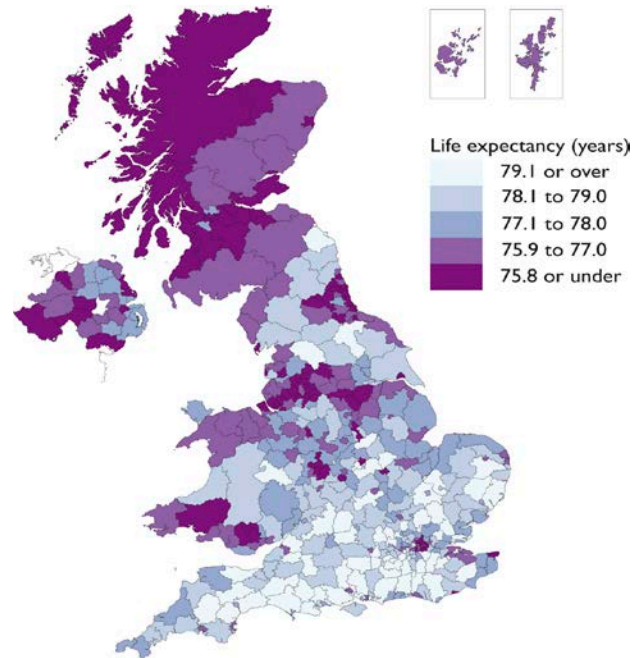 Life expectancy (years)
79.1 or over
78.1 to 79.0
77.1 to 78.0
75.9 to 77.0
75.8 or under